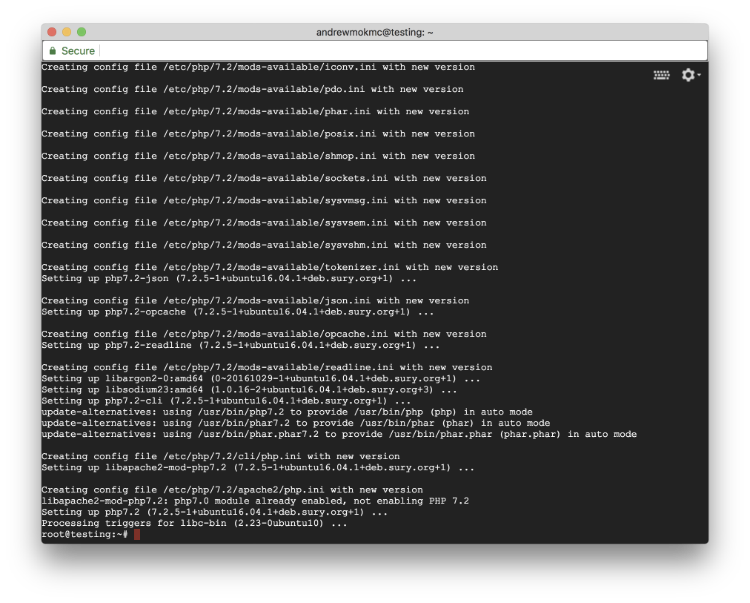 andrewmokmc@testing: ~
Secure
Creating config file /etc/php/7.2/mods-available/iconv.ini with new version
Creating config file /etc/php/7.2/mods-available/pdo.ini with new version
Creating config file /etc/php/7.2/mods-available/phar.ini with new version
Creating config file /etc/php/7.2/mods-available/posix.ini with new version
Creating config file /etc/php/7.2/mods-available/shmop.ini with new version
Creating config file /etc/php/7.2/mods-available/sockets.ini with new version
Creating config file /etc/php/7.2/mods-available/sysvmsg.ini with new version
Creating config file /etc/php/7.2/mods-available/sysvsem.ini with new version
Creating config file /etc/php/7.2/mods-available/sysvshm.ini with new version
Creating config file /etc/php/7.2/mods-available/tokenizer.ini with new version
Setting up php7.2-json (7.2.5-1+ubuntu16.04.1+deb.sury.org+1) ...
Creating config file /etc/php/7.2/mods-available/json.ini with new version
Setting up php7.2-opcache (7.2.5-1+ubuntu16.04.1+deb.sury.org+1) ...
Creating config file /etc/php/7.2/mods-available/opcache.ini with new version
Setting up php7.2-readline (7.2.5-1+ubuntu16.04.1+deb.sury.org+1) ...
Creating config file /etc/php/7.2/mods-available/readline.ini with new version
Setting up libargon2-0:amd64 (0~20161029-1+ubuntu16.04.1+deb.sury.org+1) ...
Setting up libsodium23:amd64 (1.0.16-2+ubuntu16.04.1+deb.sury.org+3) ...
Setting up php7.2-cli (7.2.5-1+ubuntu16.04.1+deb.sury.org+1) ...
update-alternatives: using /usr/bin/php7.2 to provide /usr/bin/php (php) in auto mode
update-alternatives: using /usr/bin/phar7.2 to provide /usr/bin/phar (phar) in auto mode
update-alternatives: using /usr/bin/phar.phar7.2 to provide /usr/bin/phar.phar (phar.phar) in auto mode
Creating config file /etc/php/7.2/cli/php.ini with new version
Setting up libapache2-mod-php7.2 (7.2.5-1+ubuntu16.04.1+deb.sury.org+1) ...
Creating config file /etc/php/7.2/apache2/php.ini with new version
libapache2-mod-php7.2: php7.0 module already enabled, not enabling PHP 7.2
Setting up php7.2 (7.2.5-1+ubuntu16.04.1+deb.sury.org+1) ...
Processing triggers for libc-bin (2.23-0ubuntu10) ...
root@testing:~#